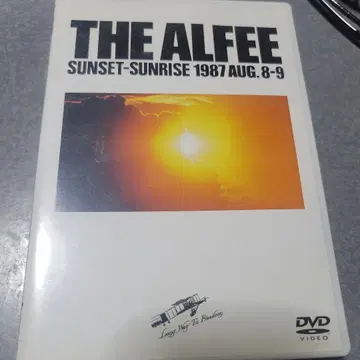 THE ALFEE
SUNSET-SUNRISE 1987 AUG. 8-9
Long Way To Freedom
DVD
VIDEO